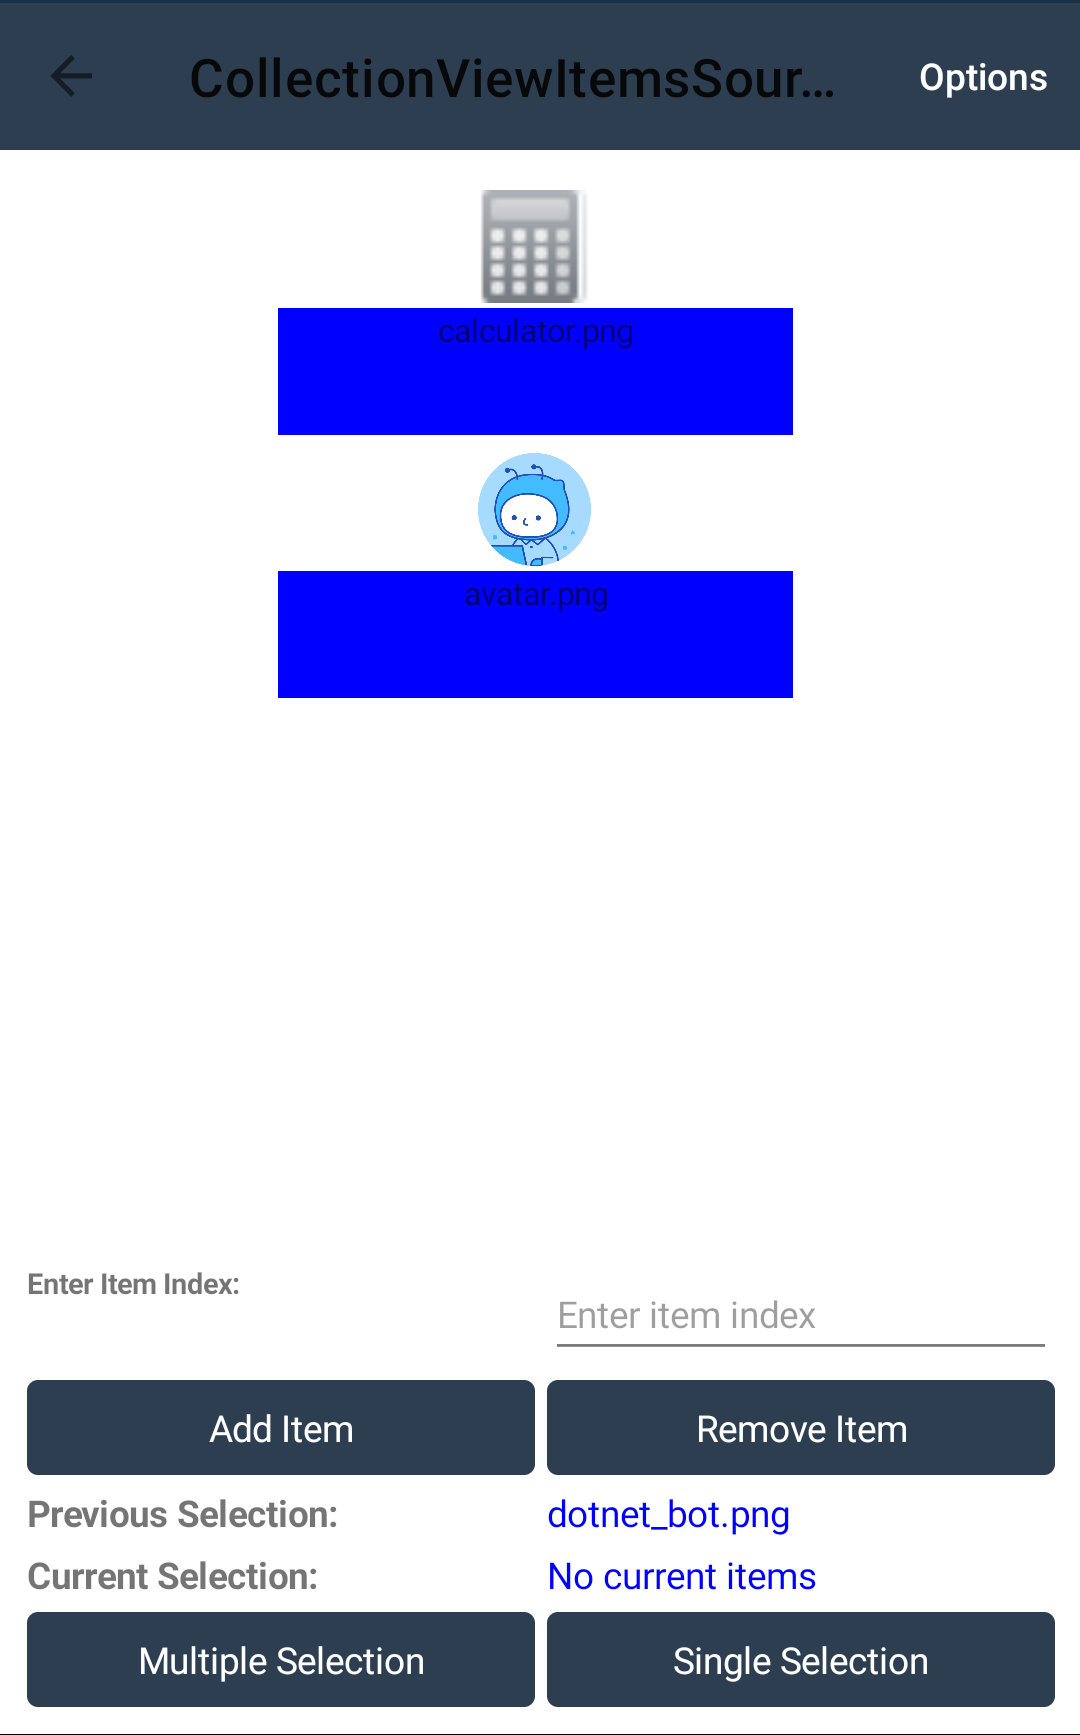 CollectionViewItemsSour...
Options
calculator.png
avatar.png
Enter Item Index:
Enter item index
Add Item
Remove Item
Previous Selection:
dotnet_bot.png
Current Selection:
No current items
Multiple Selection
Single Selection